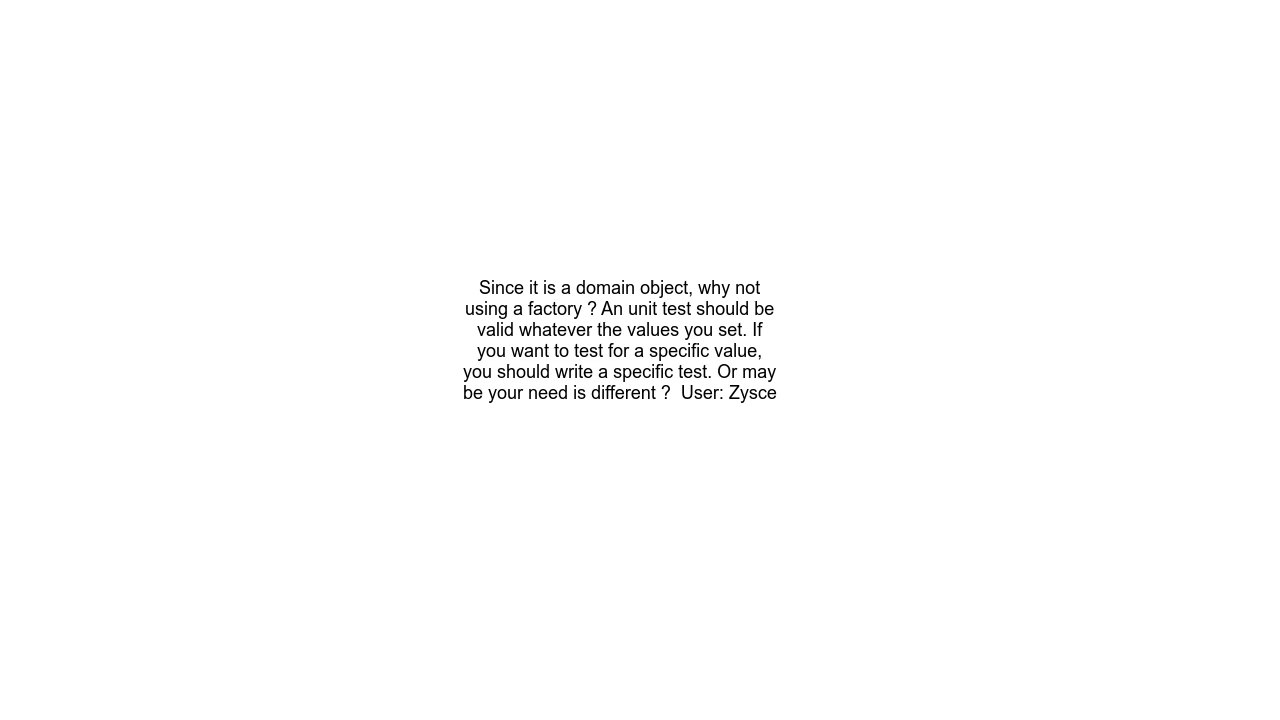 Since it is a domain object, why not
using a factory ? An unit test should be
valid whatever the values you set. If
you want to test for a specific value,
you should write a specific test. Or may
be your need is different ?  User: Zysce